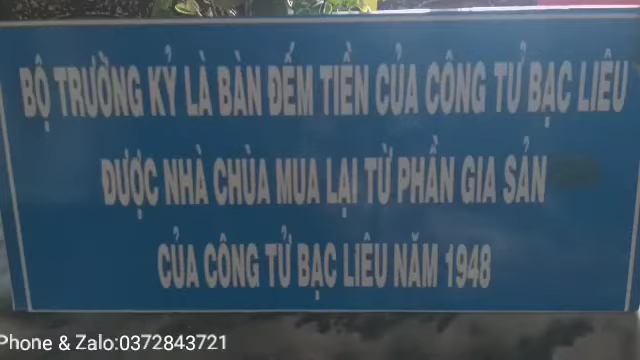 BỘ TRƯỜNG KỶ LÀ BÀN ĐẾM TIỀN CỦA CÔNG TỬ BẠC LIÊU
ĐƯỢC NHÀ CHÙA MUA LẠI TỪ PHẦN GIA SẢN
CỦA CÔNG TỬ BẠC LIÊU NĂM 1948
Phone & Zalo:0372843721